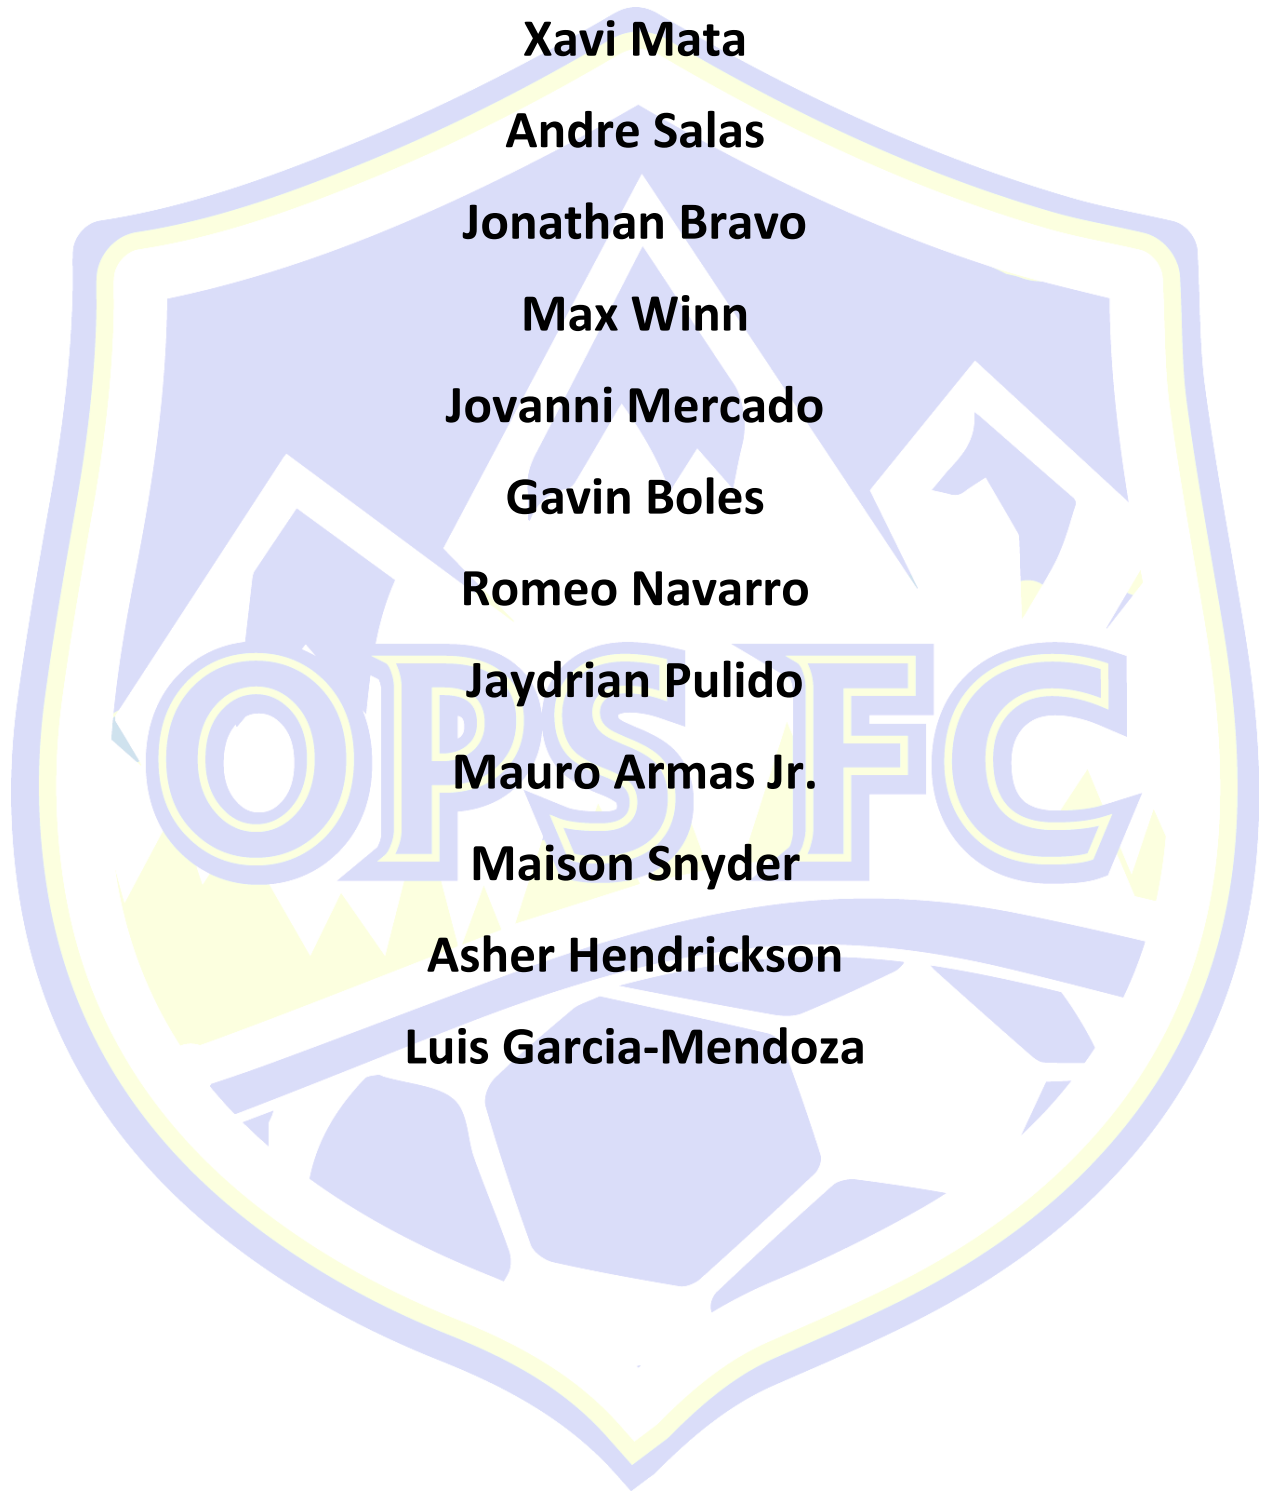 Xavi Mata
Andre Salas
Jonathan Bravo
Max Winn
Jovanni Mercado
Gavin Boles
Romeo Navarro
OPS FC
Jaydrian Pulido
Mauro Armas Jr.
Maison Snyder
Asher Hendrickson
Luis Garcia-Mendoza